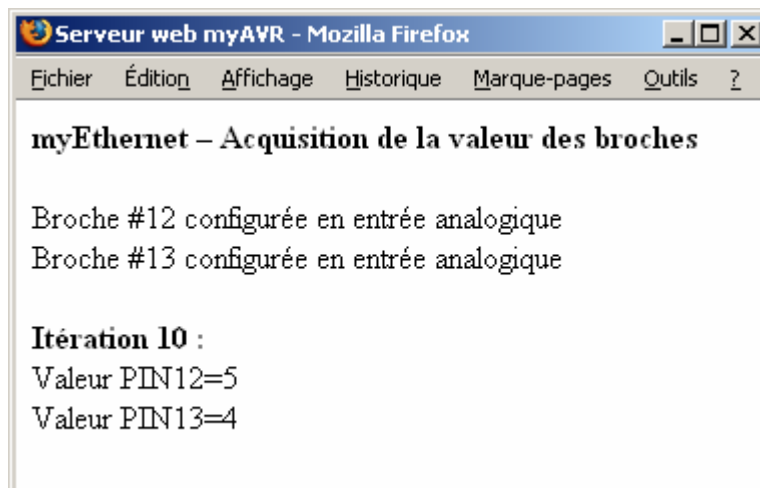 Serveur web myAVR - Mozilla Firefox
Fichier Édition Affichage Historique Marque-pages Outils ?
myEthernet – Acquisition de la valeur des broches
Broche #12 configurée en entrée analogique
Broche #13 configurée en entrée analogique
Itération 10 :
Valeur PIN12=5
Valeur PIN13=4